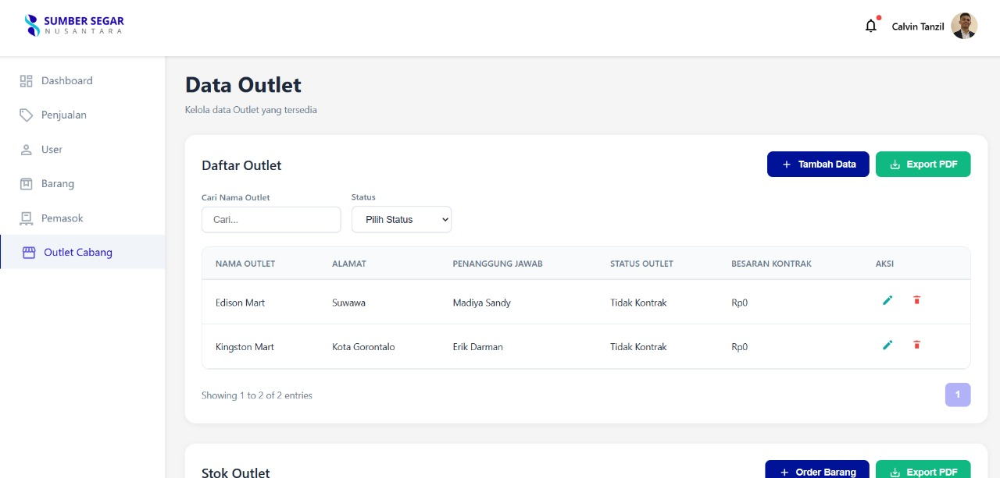 SUMBER SEGAR
NUSANTARA
Calvin Tanzil
Dashboard
Penjualan
User
Barang
Pemasok
Outlet Cabang
Data Outlet
Kelola data Outlet yang tersedia
Daftar Outlet
+ Tambah Data
Export PDF
Cari Nama Outlet
Status
Cari...
Pilih Status
NAMA OUTLET ALAMAT PENANGGUNG JAWAB STATUS OUTLET BESARAN KONTRAK AKSI
Edison Mart Suwawa Madiya Sandy Tidak Kontrak Rp0
Kingston Mart Kota Gorontalo Erik Darman Tidak Kontrak Rp0
Showing 1 to 2 of 2 entries
1
Stok Outlet
+ Order Barang
Export PDF